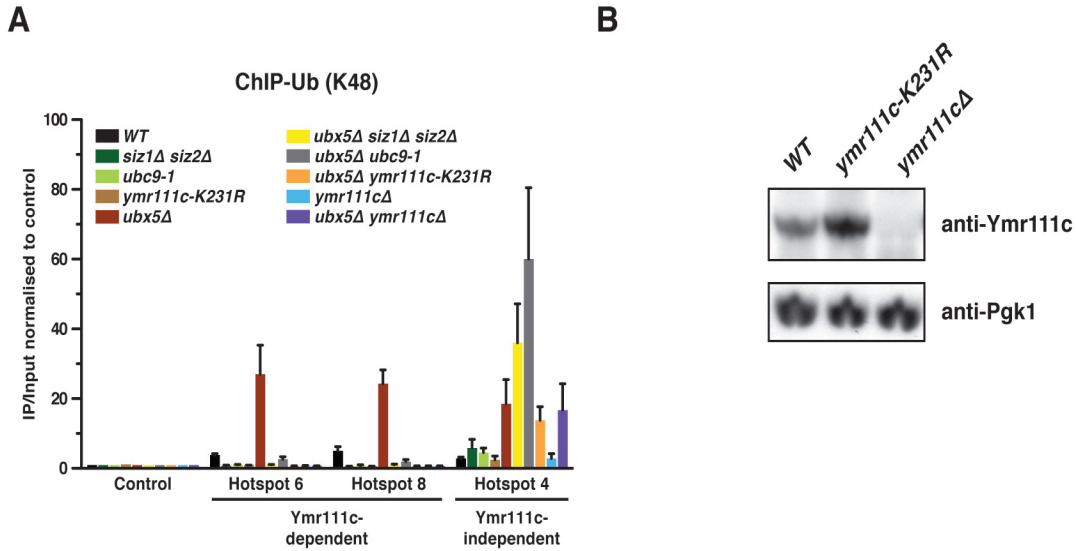 A
ChIP-Ub (K48)
IP/Input normalised to control
100
80
60
40
20
0
WT
siz1Δ siz2Δ
ubc9-1
ymr111c-K231R
ubx5Δ
ubx5Δ siz1Δ siz2Δ
ubx5Δ ubc9-1
ubx5Δ ymr111c-K231R
ymr111cΔ
ubx5Δ ymr111cΔ
Control
Hotspot 6
Hotspot 8
Hotspot 4
Ymr111c-
dependent
Ymr111c-
independent
B
WT
ymr111c-K231R
ymr111cΔ
anti-Ymr111c
anti-Pgk1